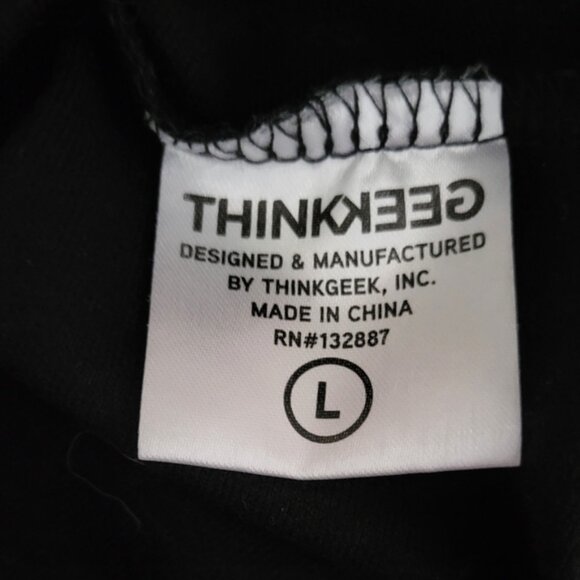 THINKGEEK
DESIGNED & MANUFACTURED
BY THINKGEEK, INC.
MADE IN CHINA
RN#132887
L